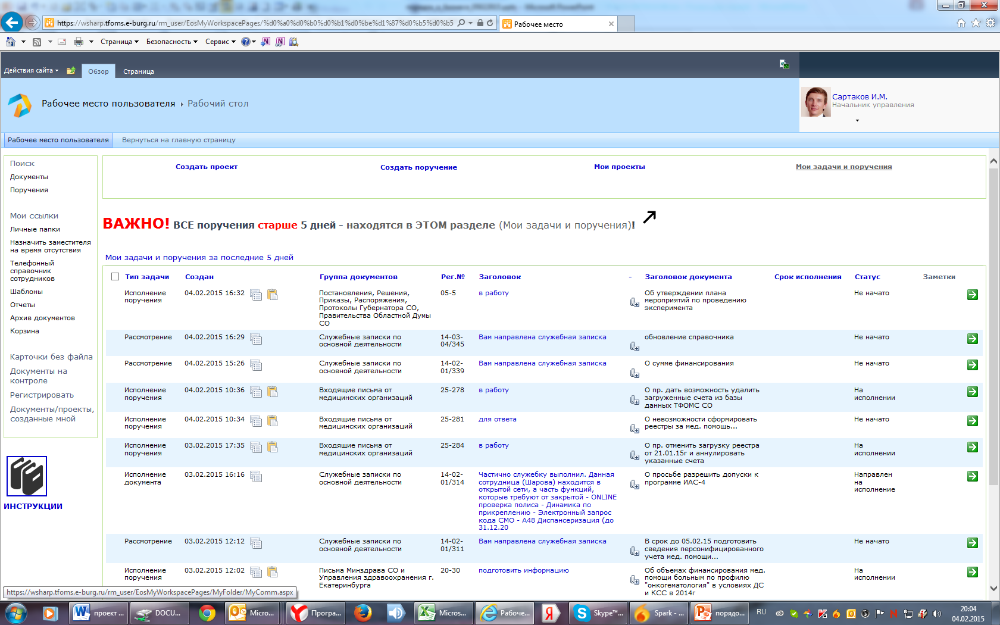 https://wsharp.tfoms.e-burg.ru/rm_user/EosMyWorkspacePages/%d0%a0%d0%b0%d0%b1%d0%be%d1%87%d0%b5%d0%b5
Рабочее место
Страница
Безопасность
Сервис
Действия сайта
Обзор
Страница
Рабочее место пользователя
Рабочий стол
Сартаков И.М.
Начальник управления
Рабочее место пользователя
Вернуться на главную страницу
Поиск
Документы
Поручения
Мои ссылки
Личные папки
Назначить заместителя
на время отсутствия
Телефонный
справочник
сотрудников
Шаблоны
Отчеты
Архив документов
Корзина
Карточки без файла
Документы на
контроле
Регистрировать
Документы/проекты,
созданные мной
ИНСТРУКЦИИ
Создать проект
Создать поручение
Мои проекты
Мои задачи и поручения
ВАЖНО! ВСЕ поручения старше 5 дней - находятся в ЭТОМ разделе (Мои задачи и поручения)!
Мои задачи и поручения за последние 5 дней
Тип задачи Создан Группа документов Рег.№ Заголовок - Заголовок документа Срок исполнения Статус Заметки
Исполнение
поручения
04.02.2015 16:32
Постановления, Решения,
Приказы, Распоряжения,
Протоколы Губернатора СО,
Правительства Областной Думы
СО
05-5
в работу
Об утверждении плана
мероприятий по проведению
эксперимента
Не начато
Рассмотрение
04.02.2015 16:29
Служебные записки по
основной деятельности
14-03-
04/345
Вам направлена служебная записка
обновление справочника
Не начато
Рассмотрение
04.02.2015 15:26
Служебные записки по
основной деятельности
14-02-
01/339
Вам направлена служебная записка
О сумме финансирования
Не начато
Исполнение
поручения
04.02.2015 10:36
Входящие письма от
медицинских организаций
25-278
в работу
О пр. дать возможность удалить
загруженные счета из базы
данных ТФОМС СО
На
исполнении
Исполнение
поручения
04.02.2015 10:34
Входящие письма от
медицинских организаций
25-281
для ответа
О невозможности сформировать
реестры за мед. помощь...
Не начато
Исполнение
поручения
03.02.2015 17:35
Входящие письма от
медицинских организаций
25-284
в работу
О пр. отменить загрузку реестра
от 21.01.15г и аннулировать
указанные счета
На
исполнении
Исполнение
документа
03.02.2015 16:16
Служебные записки по
основной деятельности
14-02-
01/314
Частично служебку выполнил. Данная
сотрудница (Шарова) находится в
открытой сети, а часть функций,
которые требуют от закрытой - ONLINE
проверка полиса - Динамика по
прикреплению - Электронный запрос
кода СМО - А48 Диспансеризация (до
31.12.20
О просьбе разрешить допуски к
программе ИАС-4
Направлен
на
исполнение
Рассмотрение
03.02.2015 12:12
Служебные записки по
основной деятельности
14-02-
01/311
Вам направлена служебная записка
В срок до 05.02.15 подготовить
сведения персонифицированного
учета мед. помощи...
Не начато
Исполнение
поручения
03.02.2015 12:02
Письма Минздрава СО и
Управления здравоохранения г.
Екатеринбурга
20-30
подготовить информацию
Об объемах финансирования мед.
помощи больным по профилю
"онкогематология" в условиях ДС
и КСС в 2014г
На
исполнении
https://wsharp.tfoms.e-burg.ru/rm_user/EosMyWorkspacePages/MyFolder/MyComm.aspx
проект ...
DOCU...
Micro...
Програ...
Micros...
Рабоче...
Skype™...
Spark - ...
порядо...
RU
20:04
04.02.2015